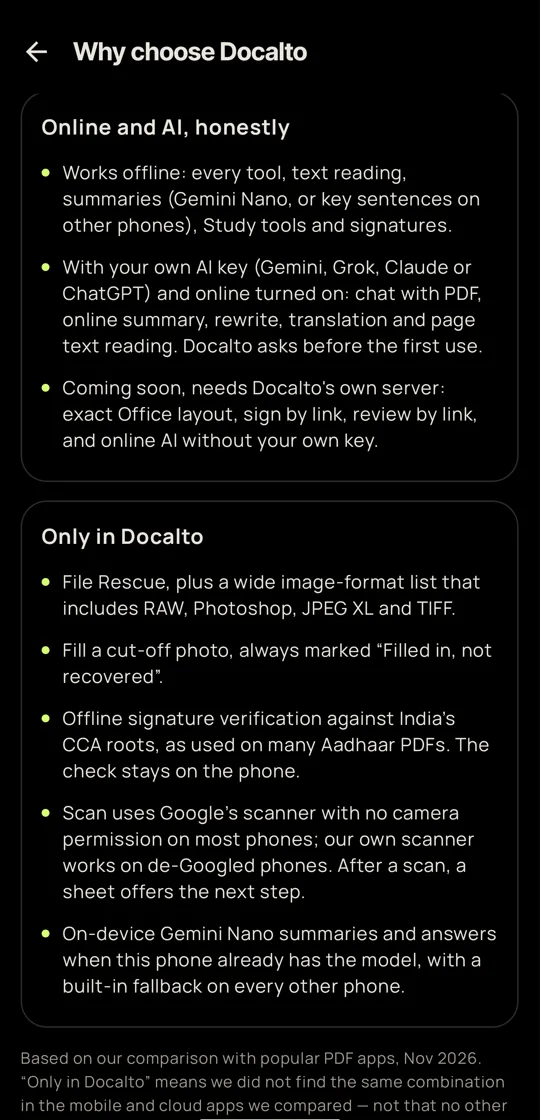 Why choose Docalto
Online and AI, honestly
Works offline: every tool, text reading,
summaries (Gemini Nano, or key sentences on
other phones), Study tools and signatures.
With your own AI key (Gemini, Grok, Claude or
ChatGPT) and online turned on: chat with PDF,
online summary, rewrite, translation and page
text reading. Docalto asks before the first use.
Coming soon, needs Docalto's own server:
exact Office layout, sign by link, review by link,
and online AI without your own key.
Only in Docalto
File Rescue, plus a wide image-format list that
includes RAW, Photoshop, JPEG XL and TIFF.
Fill a cut-off photo, always marked “Filled in, not
recovered”.
Offline signature verification against India’s
CCA roots, as used on many Aadhaar PDFs. The
check stays on the phone.
Scan uses Google’s scanner with no camera
permission on most phones; our own scanner
works on de-Googled phones. After a scan, a
sheet offers the next step.
On-device Gemini Nano summaries and answers
when this phone already has the model, with a
built-in fallback on every other phone.
Based on our comparison with popular PDF apps, Nov 2026.
“Only in Docalto” means we did not find the same combination
in the mobile and cloud apps we compared — not that no other